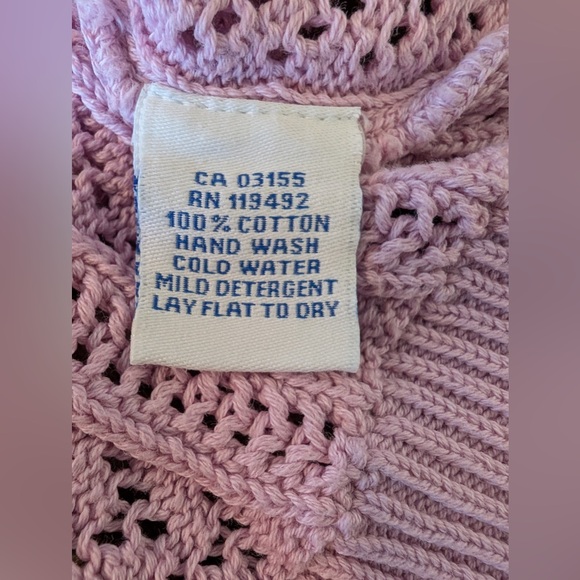 CA 03155
RN 119492
100% COTTON
HAND WASH
COLD WATER
MILD DETERGENT
LAY FLAT TO DRY